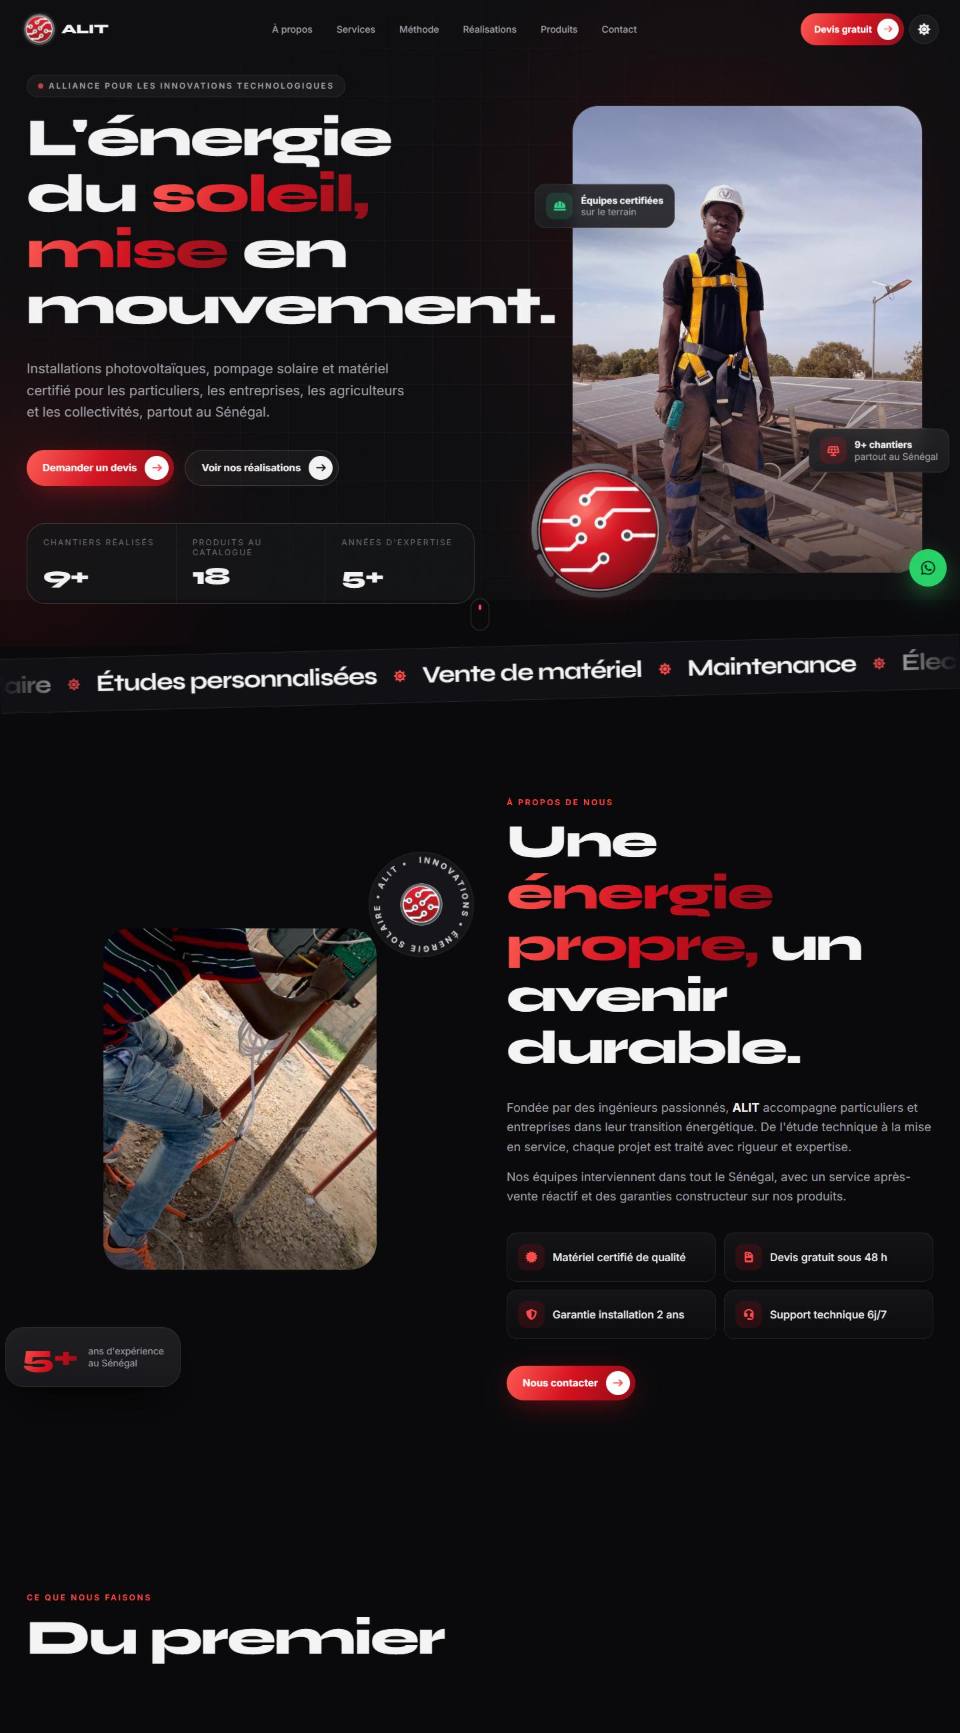 ALIT
À propos
Services
Méthode
Réalisations
Produits
Contact
Devis gratuit
ALLIANCE POUR LES INNOVATIONS TECHNOLOGIQUES
L'énergie
du soleil,
mise en
mouvement.
Installations photovoltaïques, pompage solaire et matériel
certifié pour les particuliers, les entreprises, les agriculteurs
et les collectivités, partout au Sénégal.
Demander un devis
Voir nos réalisations
Équipes certifiées
sur le terrain
9+ chantiers
partout au Sénégal
CHANTIERS RÉALISÉS
9+
PRODUITS AU
CATALOGUE
18
ANNÉES D'EXPERTISE
5+
aire
Études personnalisées
Vente de matériel
Maintenance
Élec
ALIT • INNOVATIONS • ÉNERGIE SOLAIRE •
5+
ans d'expérience
au Sénégal
À PROPOS DE NOUS
Une
énergie
propre, un
avenir
durable.
Fondée par des ingénieurs passionnés, ALIT accompagne particuliers et
entreprises dans leur transition énergétique. De l'étude technique à la mise
en service, chaque projet est traité avec rigueur et expertise.
Nos équipes interviennent dans tout le Sénégal, avec un service après-
vente réactif et des garanties constructeur sur nos produits.
Matériel certifié de qualité
Devis gratuit sous 48 h
Garantie installation 2 ans
Support technique 6j/7
Nous contacter
CE QUE NOUS FAISONS
Du premier